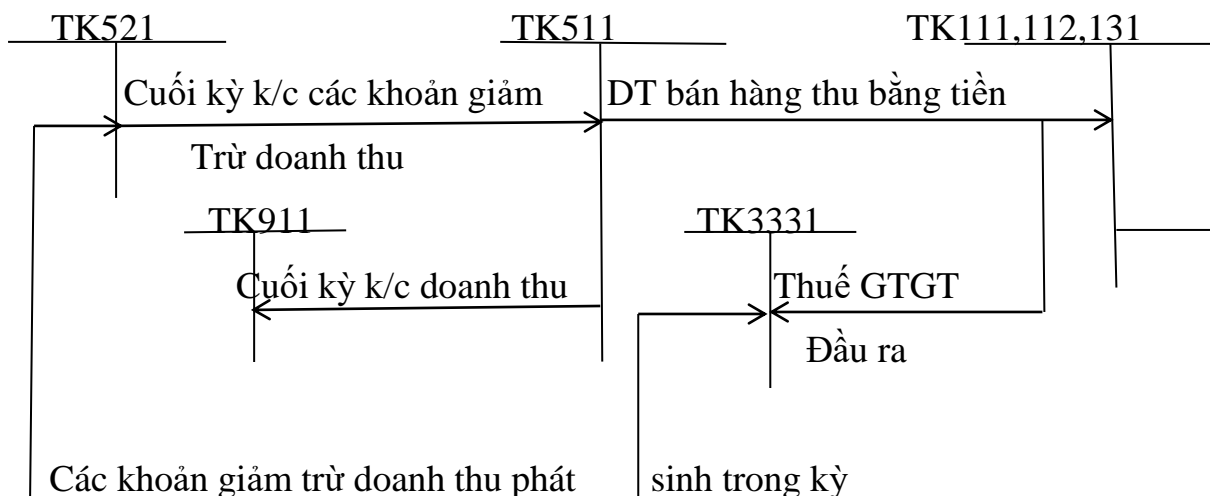 TK521 TK511 TK111,112,131
Cuối kỳ k/c các khoản giảm DT bán hàng thu bằng tiền
Trừ doanh thu
TK911 TK3331
Cuối kỳ k/c doanh thu Thuế GTGT
Đầu ra
Các khoản giảm trừ doanh thu phát sinh trong kỳ